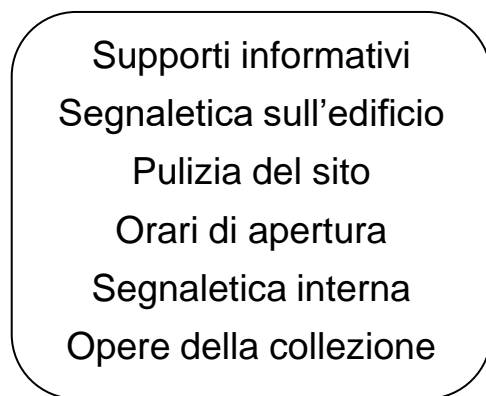 Supporti informativi
Segnaletica sull’edificio
Pulizia del sito
Orari di apertura
Segnaletica interna
Opere della collezione